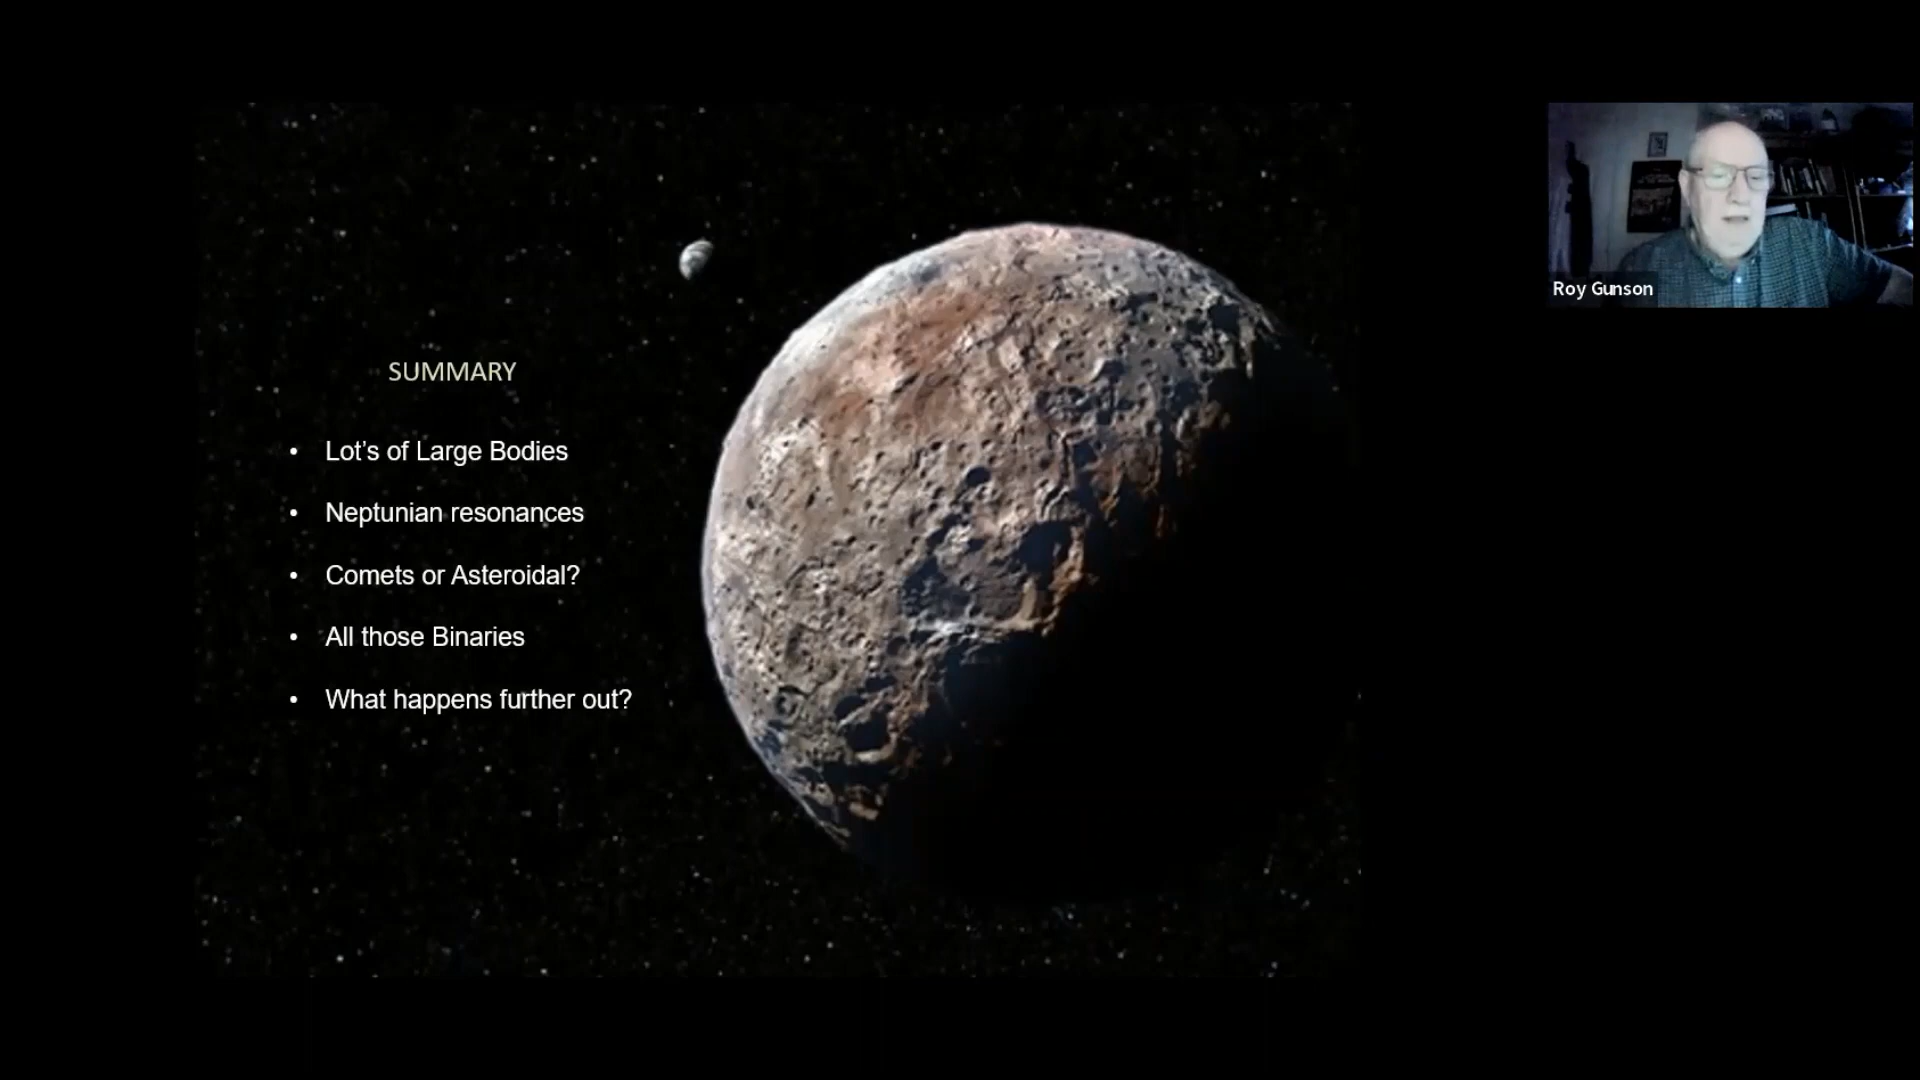 SUMMARY
• Lot's of Large Bodies
• Neptunian resonances
• Comets or Asteroidal?
• All those Binaries
• What happens further out?
Roy Gunson